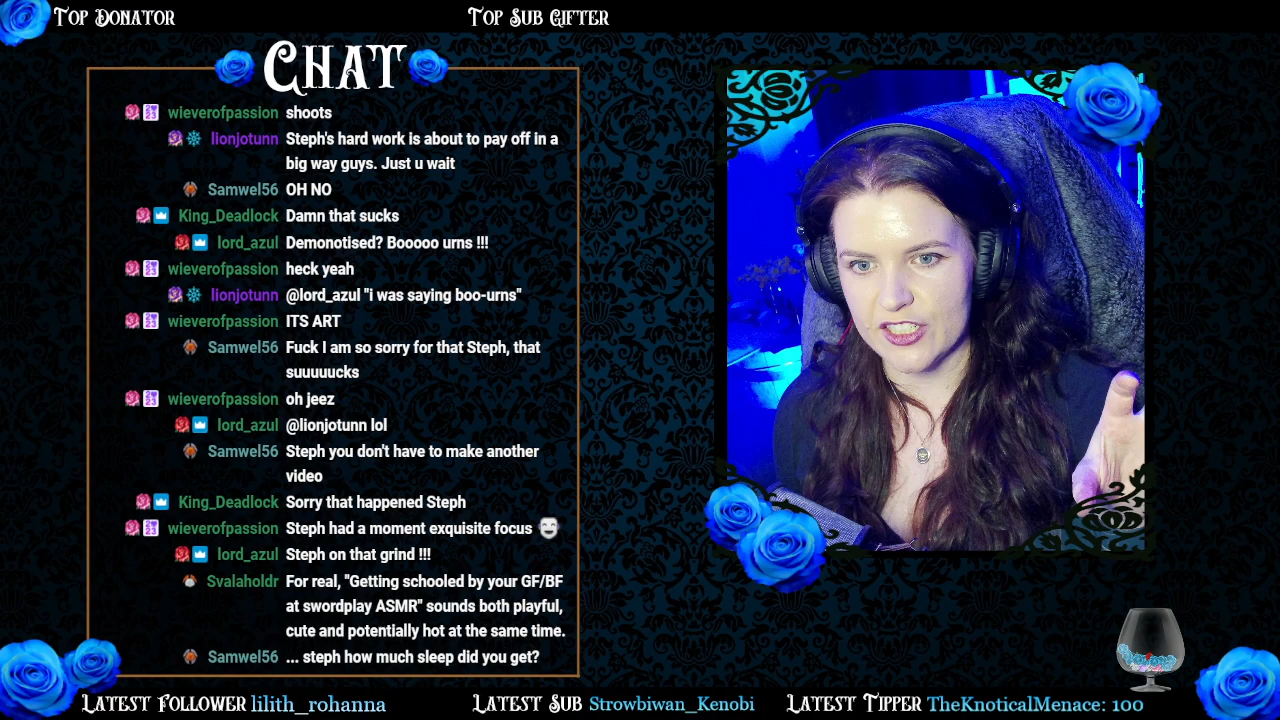 Top Donator
Top Sub Gifter
Chat
wieverofpassion shoots
lionjotunn Steph's hard work is about to pay off in a
big way guys. Just u wait
Samwel56 OH NO
King_Deadlock Damn that sucks
lord_azul Demonotised? Booooo urns !!!
wieverofpassion heck yeah
lionjotunn @lord_azul "i was saying boo-urns"
wieverofpassion ITS ART
Samwel56 Fuck I am so sorry for that Steph, that
suuuuucks
wieverofpassion oh jeez
lord_azul @lionjotunn lol
Samwel56 Steph you don't have to make another
video
King_Deadlock Sorry that happened Steph
wieverofpassion Steph had a moment exquisite focus
lord_azul Steph on that grind !!!
Svalaholdr For real, "Getting schooled by your GF/BF
at swordplay ASMR" sounds both playful,
cute and potentially hot at the same time.
Samwel56 ... steph how much sleep did you get?
Latest Follower lilith_rohanna
Latest Sub Strowbiwan_Kenobi
Latest Tipper TheKnoticalMenace: 100